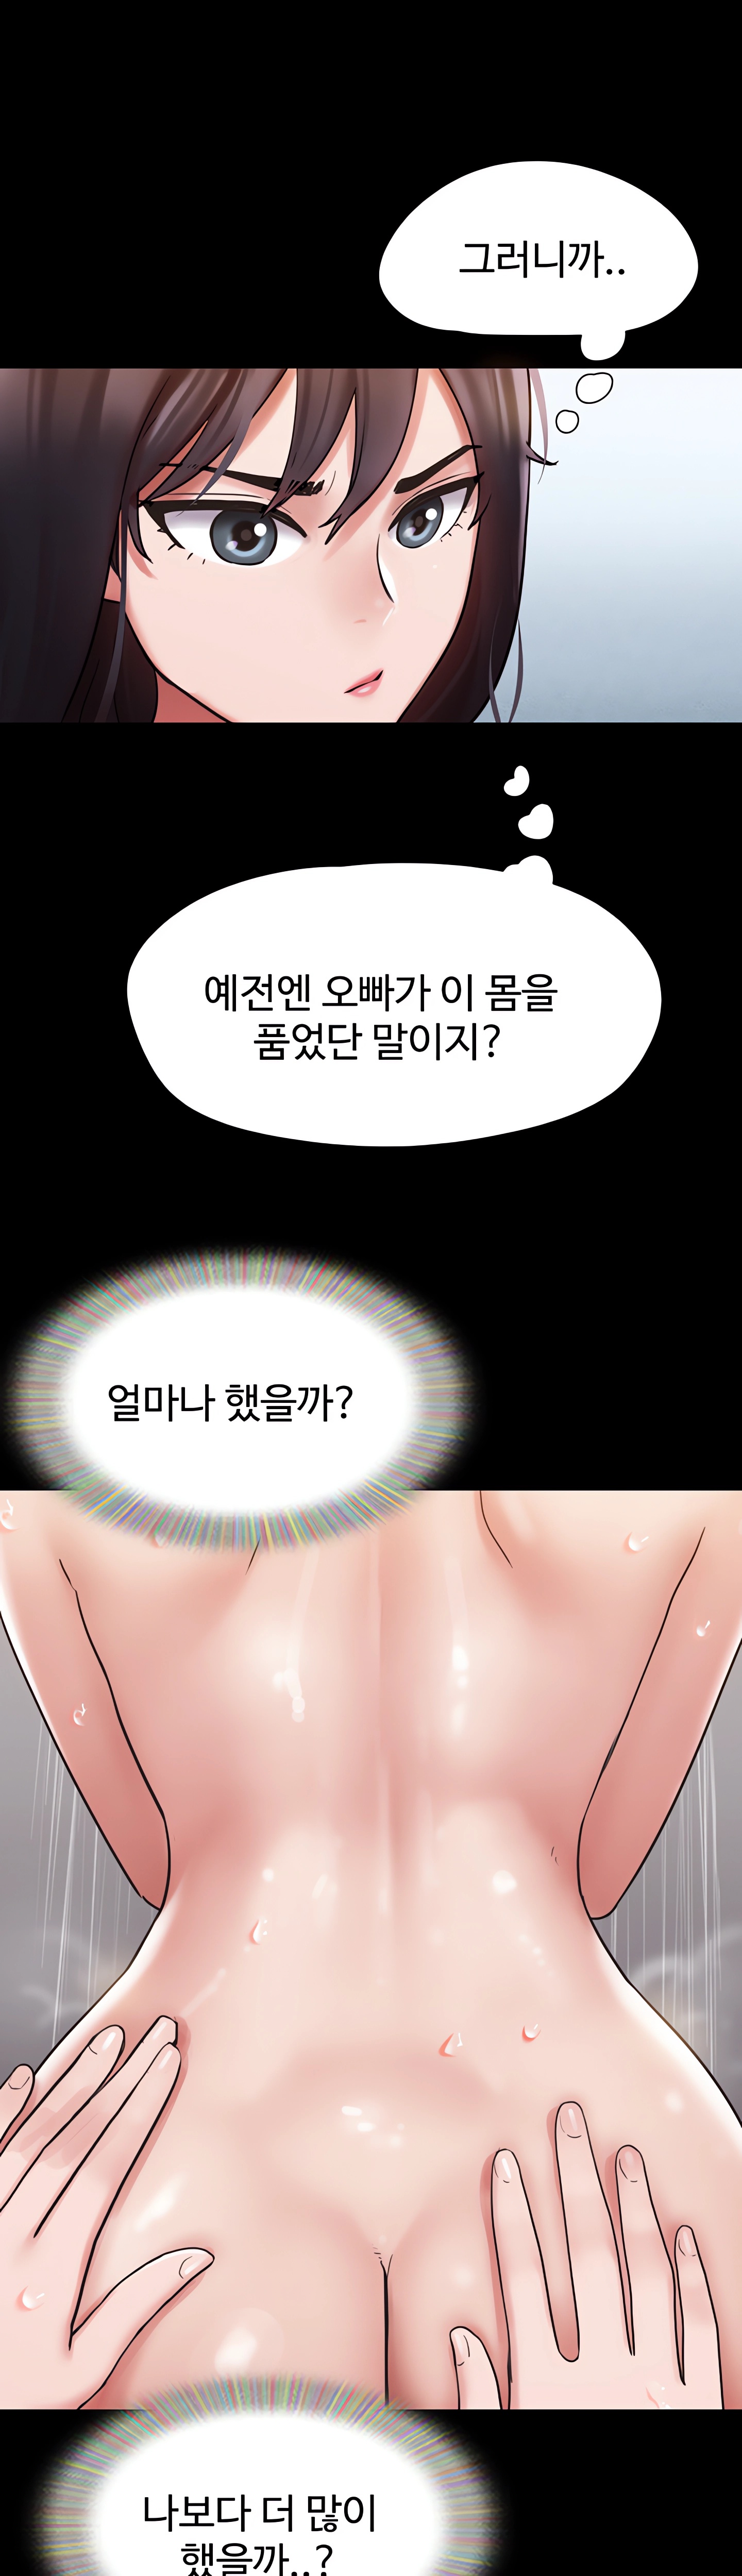 그러니까..
예전엔 오빠가 이 몸을
품었단 말이지?
얼마나 했을까?
나보다 더 많이
했을까..?